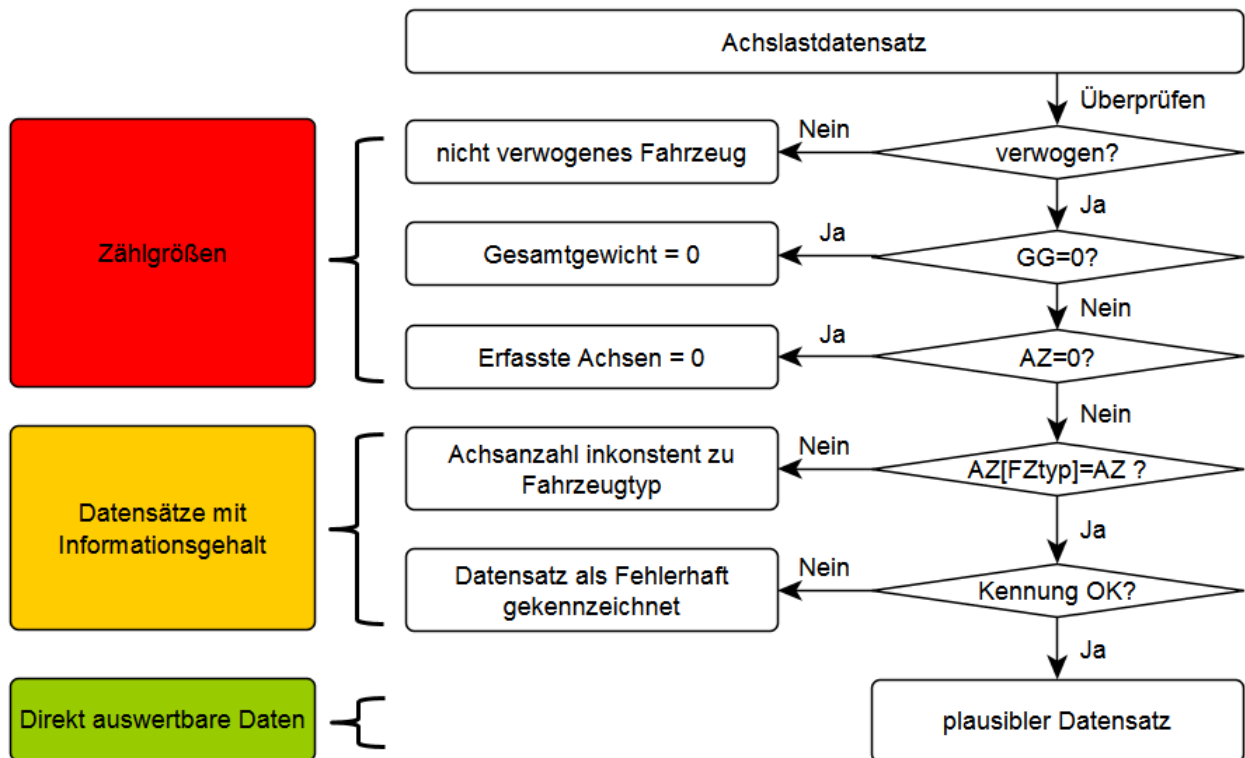 Achslastdatensatz
Überprüfen
Nein
nicht verwogenes Fahrzeug
verwogen?
Ja
Zählgrößen
Ja
Gesamtgewicht = 0
GG=0?
Nein
Ja
Erfasste Achsen = 0
AZ=0?
Nein
Nein
Achsanzahl inkonstent zu
Fahrzeugtyp
AZ[FZtyp]=AZ ?
Datensätze mit
Informationsgehalt
Ja
Nein
Datensatz als Fehlerhaft
gekennzeichnet
Kennung OK?
Ja
Direkt auswertbare Daten
plausibler Datensatz